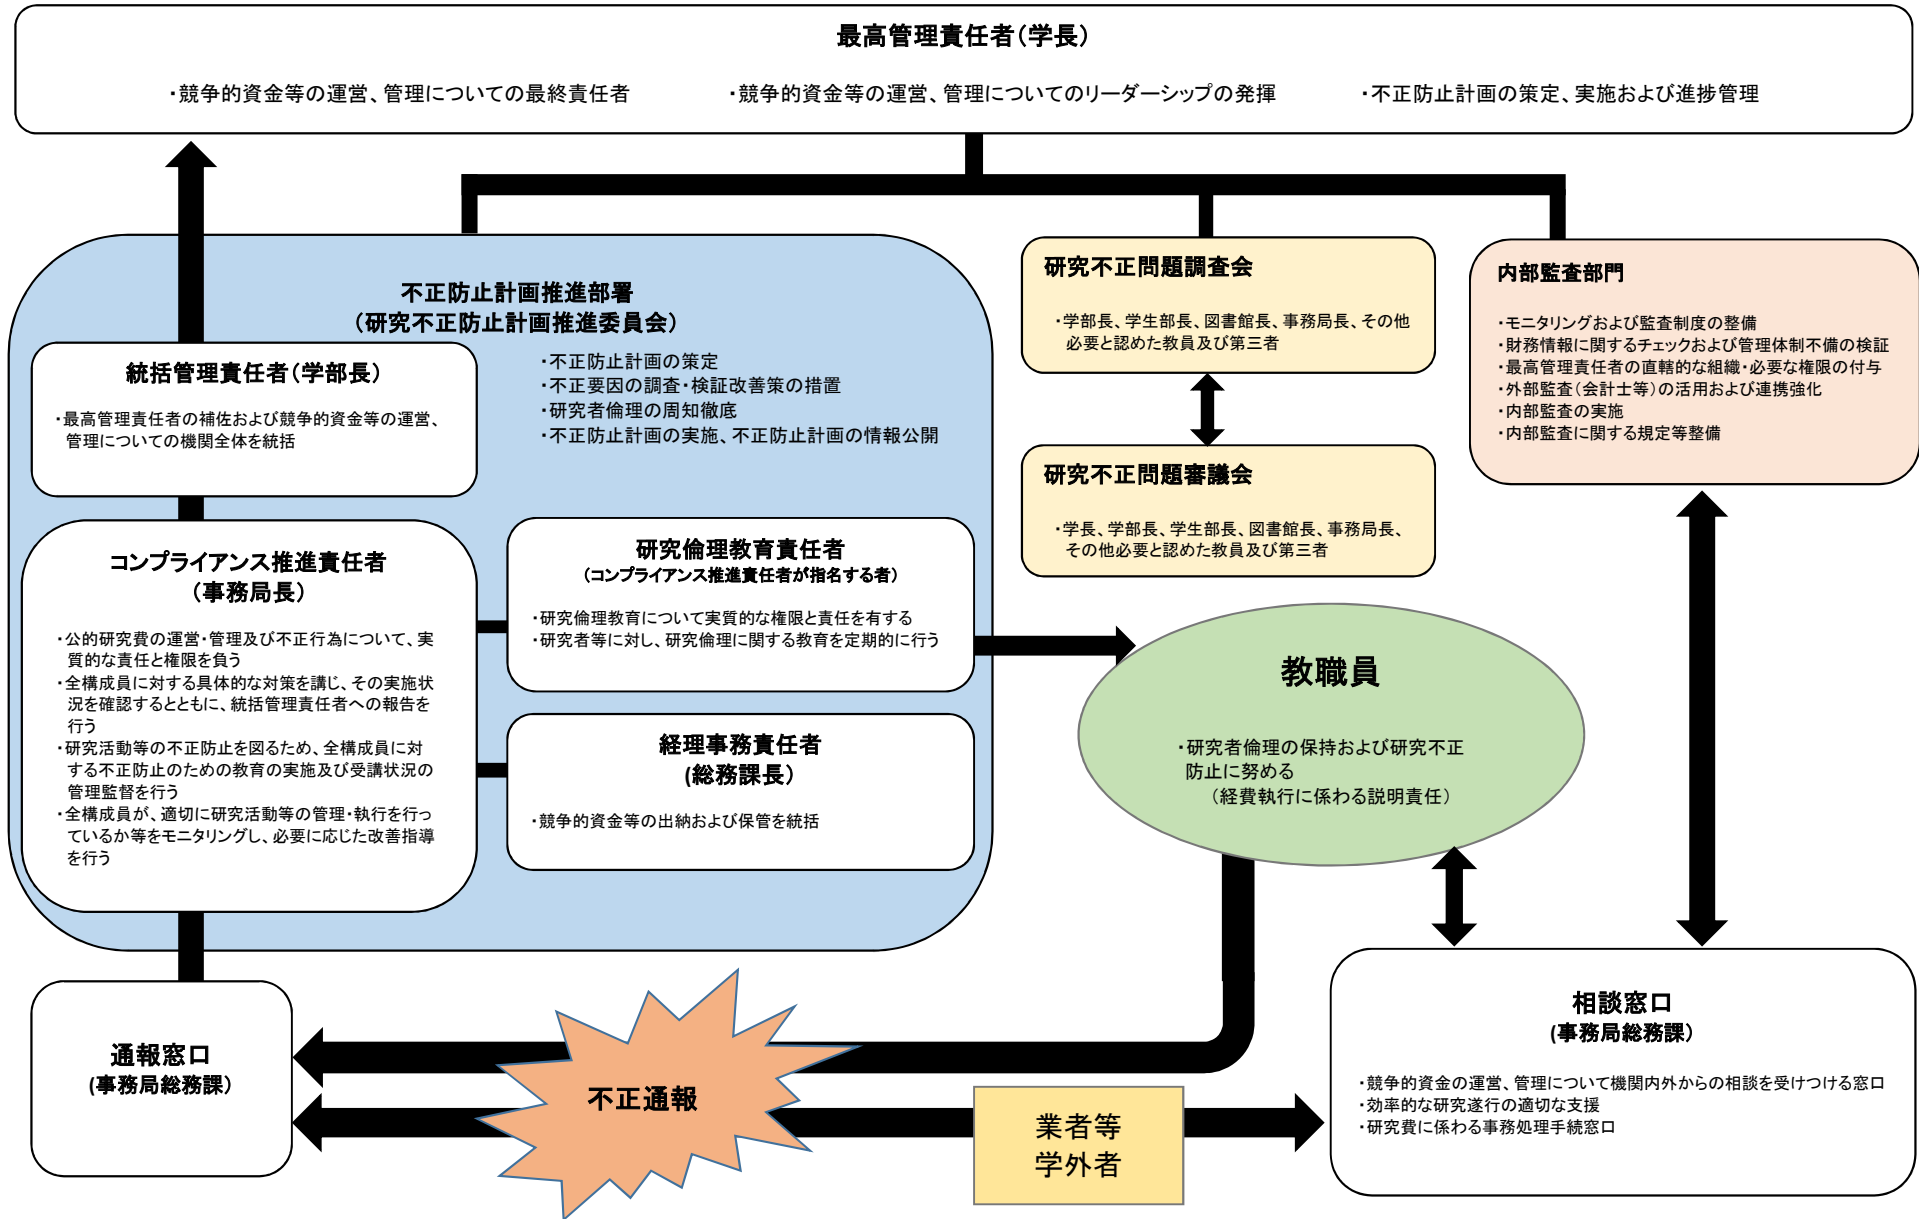 最高管理責任者（学長）
・競争的資金等の運営、管理についての最終責任者
・競争的資金等の運営、管理についてのリーダーシップの発揮
・不正防止計画の策定、実施および進捗管理
不正防止計画推進部署
（研究不正防止計画推進委員会）
・不正防止計画の策定
・不正要因の調査・検証改善策の措置
・研究者倫理の周知徹底
・不正防止計画の実施、不正防止計画の情報公開
統括管理責任者（学部長）
・最高管理責任者の補佐および競争的資金等の運営、
管理についての機関全体を統括
コンプライアンス推進責任者
（事務局長）
・公的研究費の運営・管理及び不正行為について、実
質的な責任と権限を負う
・全構成員に対する具体的な対策を講じ、その実施状
況を確認するとともに、統括管理責任者への報告を
行う
・研究活動等の不正防止を図るため、全構成員に対
する不正防止のための教育の実施及び受講状況の
管理監督を行う
・全構成員が、適切に研究活動等の管理・執行を行っ
ているか等をモニタリングし、必要に応じた改善指導
を行う
研究倫理教育責任者
（コンプライアンス推進責任者が指名する者）
・研究倫理教育について実質的な権限と責任を有する
・研究者等に対し、研究倫理に関する教育を定期的に行う
経理事務責任者
(総務課長）
・競争的資金等の出納および保管を統括
研究不正問題調査会
・学部長、学生部長、図書館長、事務局長、その他
必要と認めた教員及び第三者
研究不正問題審議会
・学長、学部長、学生部長、図書館長、事務局長、
その他必要と認めた教員及び第三者
内部監査部門
・モニタリングおよび監査制度の整備
・財務情報に関するチェックおよび管理体制不備の検証
・最高管理責任者の直轄的な組織・必要な権限の付与
・外部監査（会計士等）の活用および連携強化
・内部監査の実施
・内部監査に関する規定等整備
教職員
・研究者倫理の保持および研究不正
防止に努める
（経費執行に係わる説明責任）
通報窓口
(事務局総務課）
不正通報
業者等
学外者
相談窓口
(事務局総務課）
・競争的資金の運営、管理について機関内外からの相談を受けつける窓口
・効率的な研究遂行の適切な支援
・研究費に係わる事務処理手続窓口